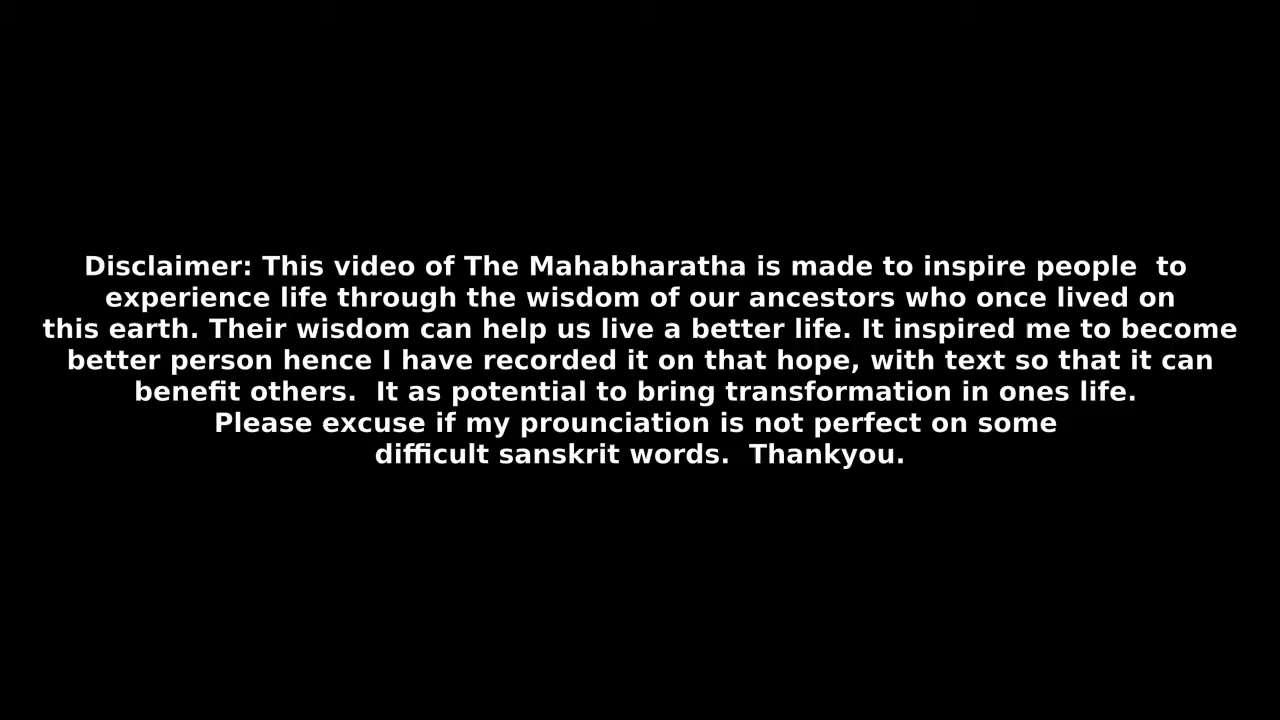 Disclaimer: This video of The Mahabharatha is made to inspire people  to
experience life through the wisdom of our ancestors who once lived on
this earth. Their wisdom can help us live a better life. It inspired me to become
better person hence I have recorded it on that hope, with text so that it can
benefit others.  It as potential to bring transformation in ones life.
Please excuse if my prounciation is not perfect on some
difficult sanskrit words.  Thankyou.